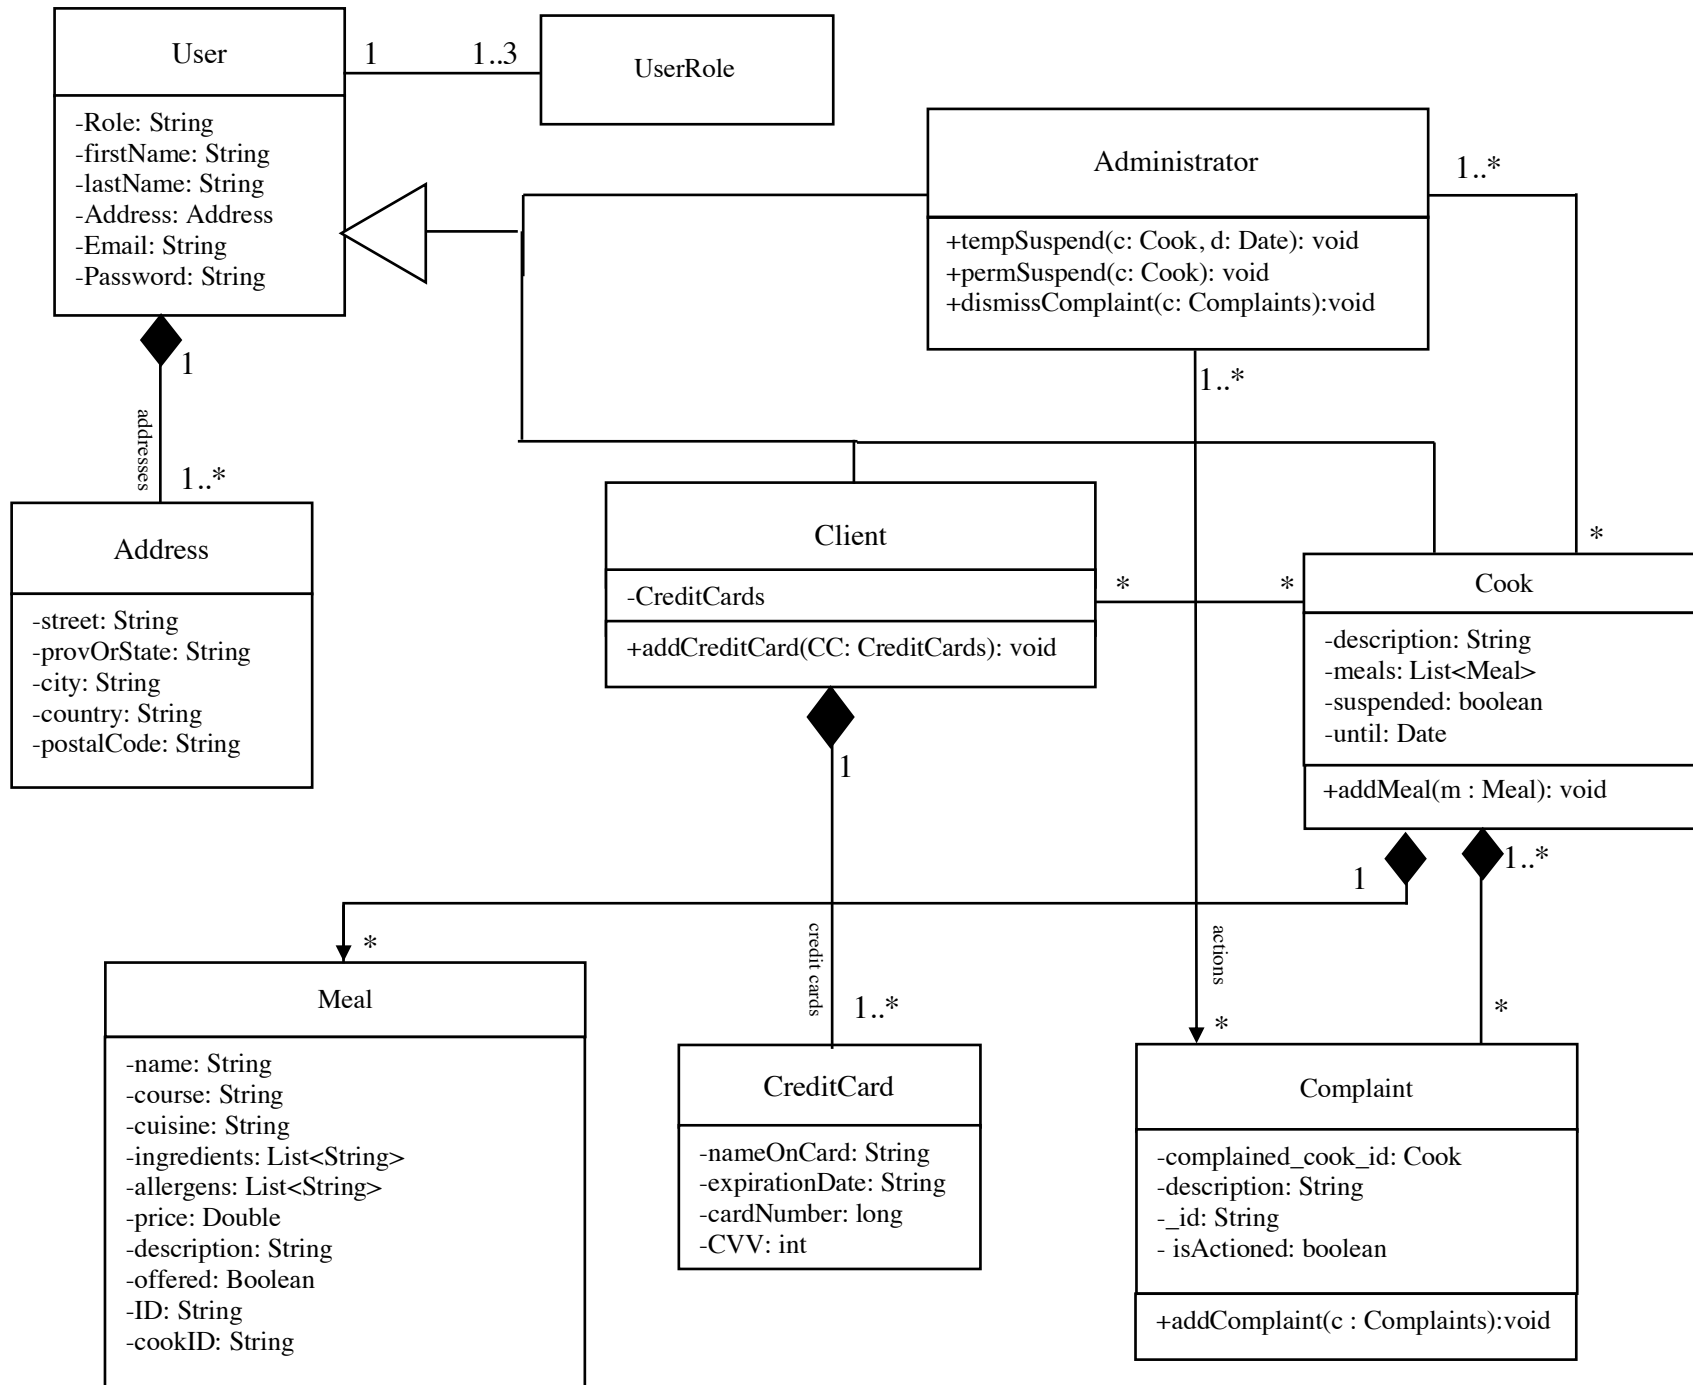 User
-Role: String
-firstName: String
-lastName: String
-Address: Address
-Email: String
-Password: String
1
1..3
UserRole
Administrator
+tempSuspend(c: Cook, d: Date): void
+permSuspend(c: Cook): void
+dismissComplaint(c: Complaints):void
1..*
*
1..*
1
addresses
1..*
Address
-street: String
-provOrState: String
-city: String
-country: String
-postalCode: String
Client
-CreditCards
+addCreditCard(CC: CreditCards): void
*
*
Cook
-description: String
-meals: List<Meal>
-suspended: boolean
-until: Date
+addMeal(m : Meal): void
1
1
1..*
*
credit cards
1..*
actions
*
*
Meal
-name: String
-course: String
-cuisine: String
-ingredients: List<String>
-allergens: List<String>
-price: Double
-description: String
-offered: Boolean
-ID: String
-cookID: String
CreditCard
-nameOnCard: String
-expirationDate: String
-cardNumber: long
-CVV: int
Complaint
-complained_cook_id: Cook
-description: String
-_id: String
- isActioned: boolean
+addComplaint(c : Complaints):void